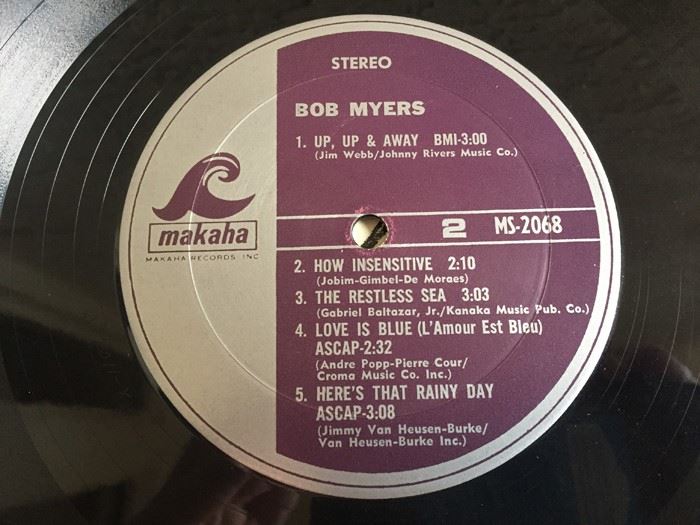 STEREO
BOB MYERS
1. UP, UP & AWAY BMI-3:00
(Jim Webb/Johnny Rivers Music Co.)
makaha
MAKAHA RECORDS INC
2 MS-2068
2. HOW INSENSITIVE 2:10
(Jobim-Gimbel-De Moraes)
3. THE RESTLESS SEA 3:03
(Gabriel Baltazar, Jr./Kanaka Music Pub. Co.)
4. LOVE IS BLUE (L'Amour Est Bleu)
ASCAP-2:32
(Andre Popp-Pierre Cour/
Croma Music Co. Inc.)
5. HERE'S THAT RAINY DAY
ASCAP-3:08
(Jimmy Van Heusen-Burke/
Van Heusen-Burke Inc.)